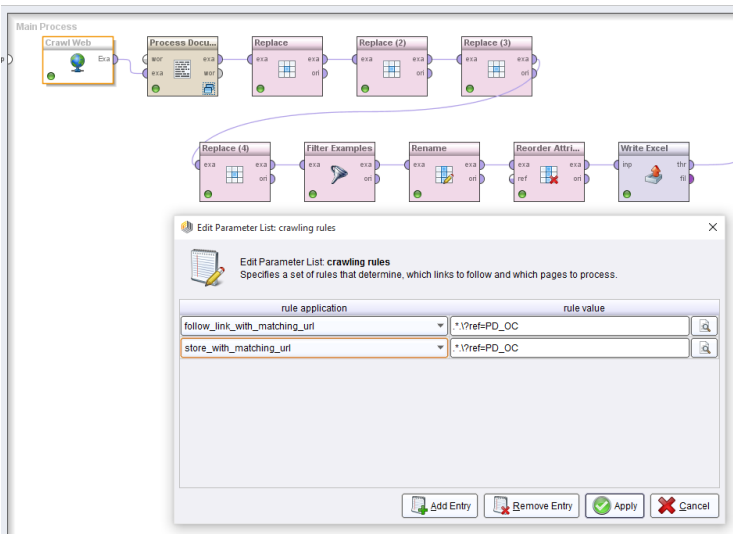 Main Process
Crawl Web
Process Docu...
Replace
Replace (2)
Replace (3)
p
Exa
wor
exa
exa
wor
exa
exa
ori
exa
exa
ori
exa
exa
ori
Replace (4)
Filter Examples
Rename
Reorder Attri...
Write Excel
exa
exa
ori
exa
exa
ori
exa
exa
ori
exa
exa
ref
ori
inp
thr
fil
Edit Parameter List: crawling rules
Edit Parameter List: crawling rules
Specifies a set of rules that determine, which links to follow and which pages to process.
rule application
rule value
follow_link_with_matching_url
.*.\?ref=PD_OC
store_with_matching_url
.*.\?ref=PD_OC
Add Entry
Remove Entry
Apply
Cancel